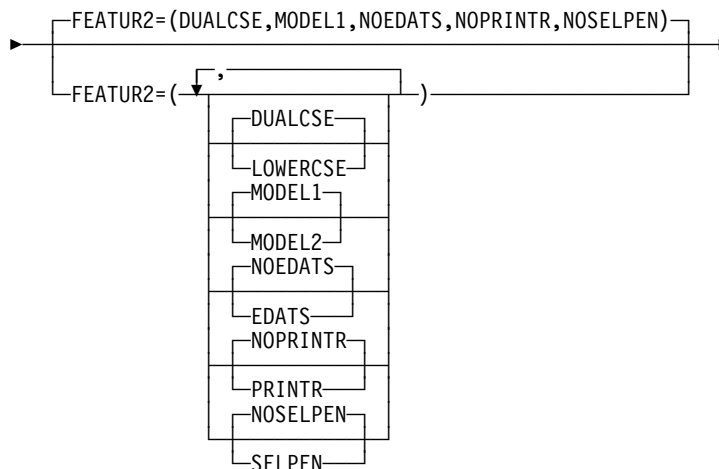 FEATUR2=(DUALCSE,MODEL1,NOEDATS,NOPRINTR,NOSELPEN)
,
FEATUR2=( )
DUALCSE
LOWERCSE
MODEL1
MODEL2
NOEDATS
EDATS
NOPRINTR
PRINTR
NOSELPEN
SELPEN